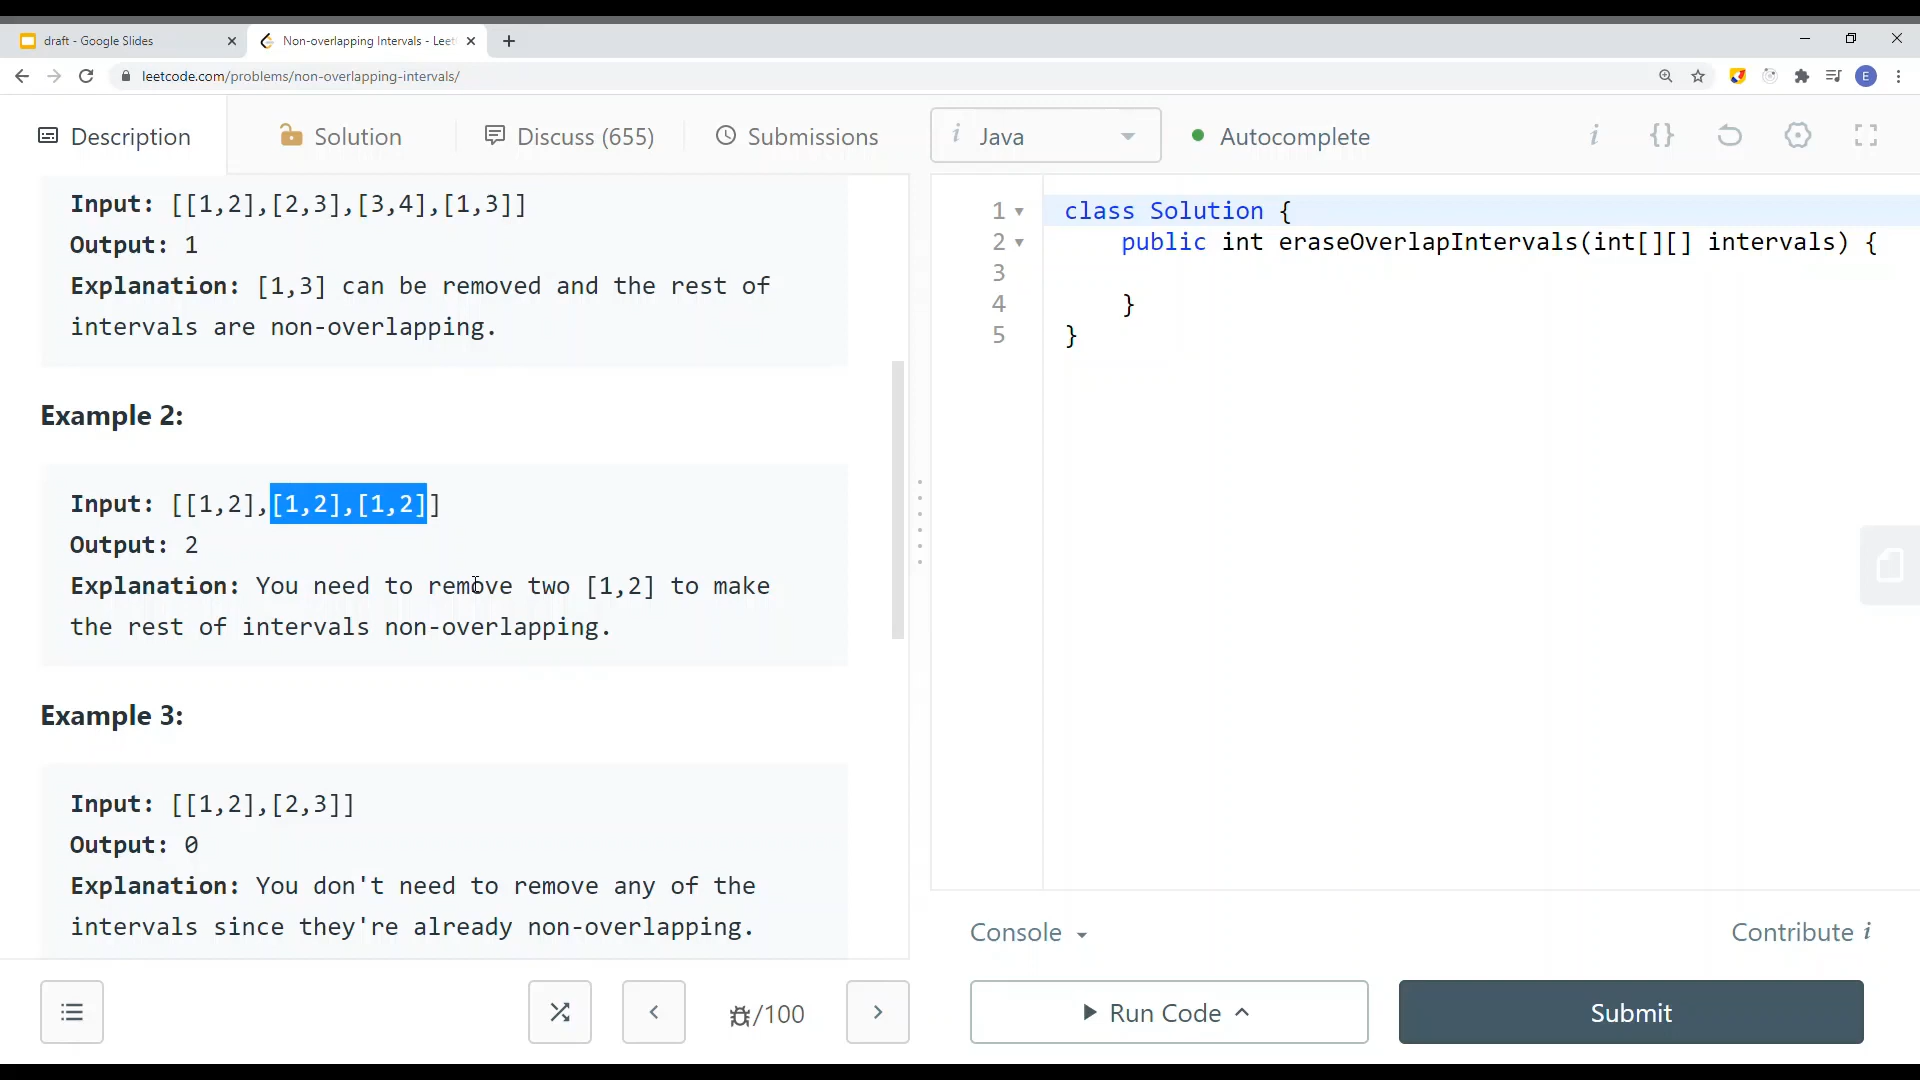 draft - Google Slides
Non-overlapping Intervals - Leet
leetcode.com/problems/non-overlapping-intervals/
E
Description
Solution
Discuss (655)
Submissions
i Java
Autocomplete
i {}
Input: [[1,2],[2,3],[3,4],[1,3]]
Output: 1
Explanation: [1,3] can be removed and the rest of
intervals are non-overlapping.
Example 2:
Input: [[1,2],[1,2],[1,2]]
Output: 2
Explanation: You need to remove two [1,2] to make
the rest of intervals non-overlapping.
Example 3:
Input: [[1,2],[2,3]]
Output: 0
Explanation: You don't need to remove any of the
intervals since they're already non-overlapping.
1 class Solution {
2 public int eraseOverlapIntervals(int[][] intervals) {
3
4 }
5 }
Console
Contribute i
/100
Run Code
Submit